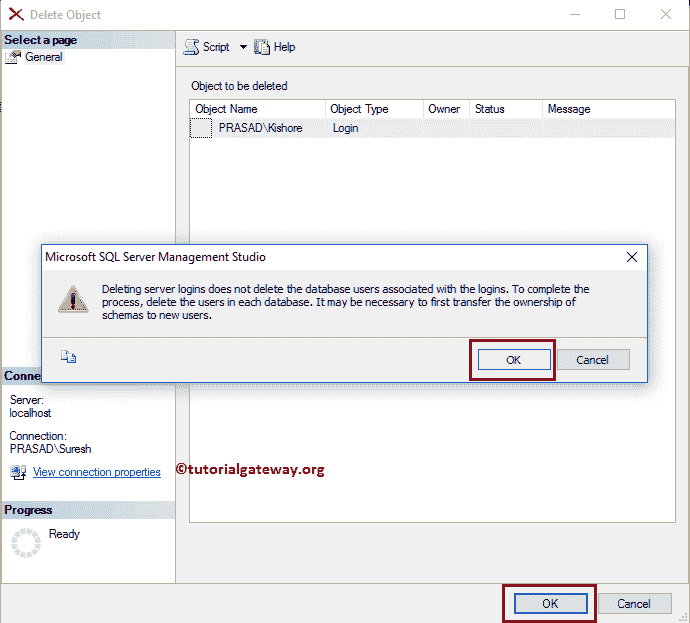 Delete Object
Select a page
General
Script Help
Object to be deleted
Object Name Object Type Owner Status Message
PRASAD\Kishore Login
Microsoft SQL Server Management Studio
Deleting server logins does not delete the database users associated with the logins. To complete the
process, delete the users in each database. It may be necessary to first transfer the ownership of
schemas to new users.
OK Cancel
Conne
Server:
localhost
Connection:
PRASAD\Suresh
View connection properties
©tutorialgateway.org
Progress
Ready
OK Cancel